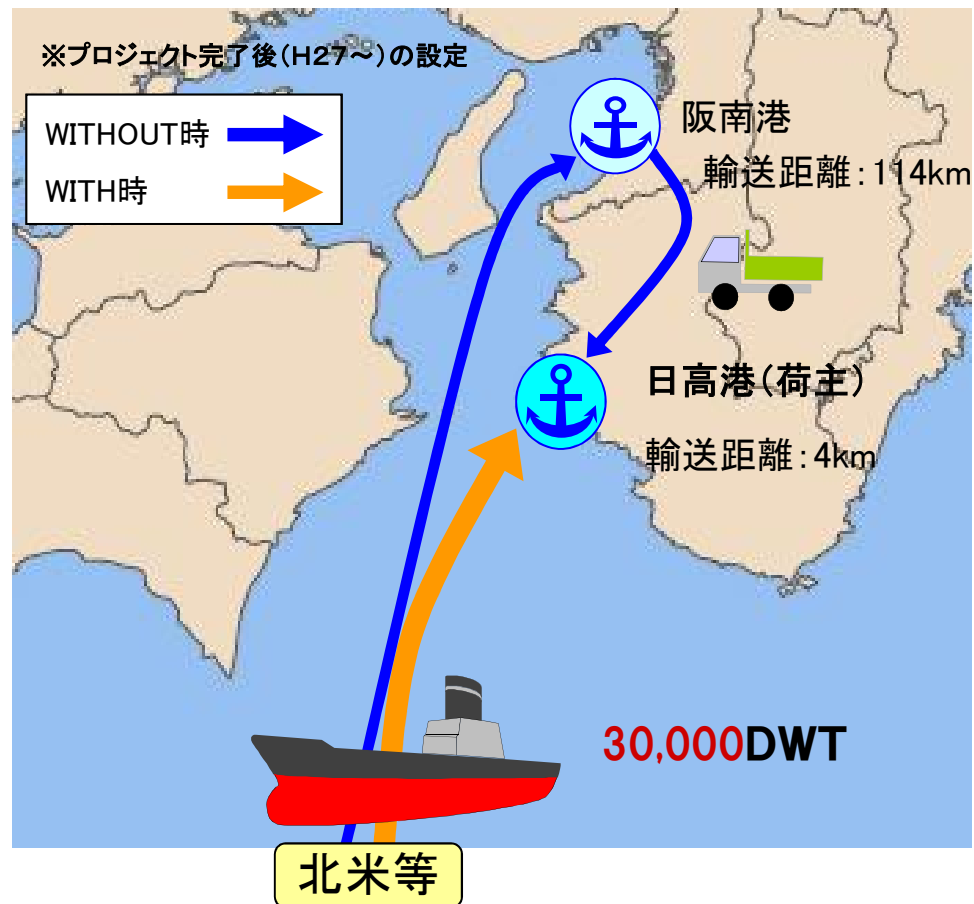 ※プロジェクト完了後(H27～)の設定
WITHOUT時
WITH時
阪南港
輸送距離：114km
日高港(荷主)
輸送距離：4km
30,000DWT
北米等